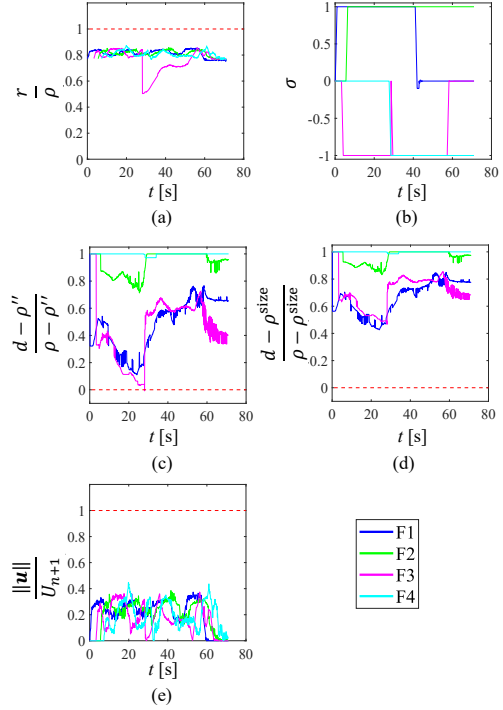 1
0.8
0.6
0.4
0.2
0
r
ρ
0 20 40 60 80
t [s]
(a)
1
0.5
0
-0.5
-1
σ
0 20 40 60 80
t [s]
(b)
1
0.8
0.6
0.4
0.2
0
d − ρ''
ρ − ρ''
0 20 40 60 80
t [s]
(c)
1
0.8
0.6
0.4
0.2
0
d − ρ^size
ρ − ρ^size
0 20 40 60 80
t [s]
(d)
1
0.8
0.6
0.4
0.2
0
‖u‖
U_{n+1}
0 20 40 60 80
t [s]
(e)
F1
F2
F3
F4